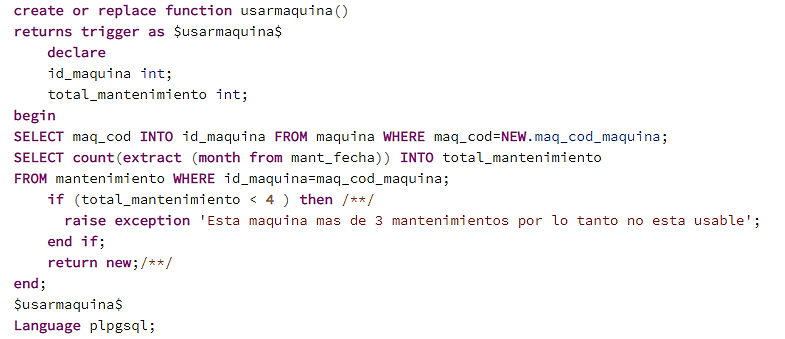 create or replace function usarmaquina()
returns trigger as $usarmaquina$
declare
id_maquina int;
total_mantenimiento int;
begin
SELECT maq_cod INTO id_maquina FROM maquina WHERE maq_cod=NEW.maq_cod_maquina;
SELECT count(extract (month from mant_fecha)) INTO total_mantenimiento
FROM mantenimiento WHERE id_maquina=maq_cod_maquina;
if (total_mantenimiento < 4 ) then /**/
raise exception 'Esta maquina mas de 3 mantenimientos por lo tanto no esta usable';
end if;
return new;/**/
end;
$usarmaquina$
Language plpgsql;